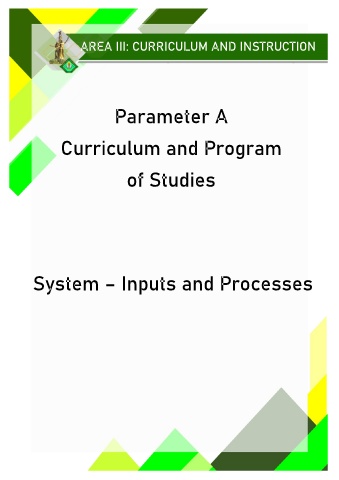 AREA III: CURRICULUM AND INSTRUCTION
Parameter A
Curriculum and Program
of Studies
System – Inputs and Processes